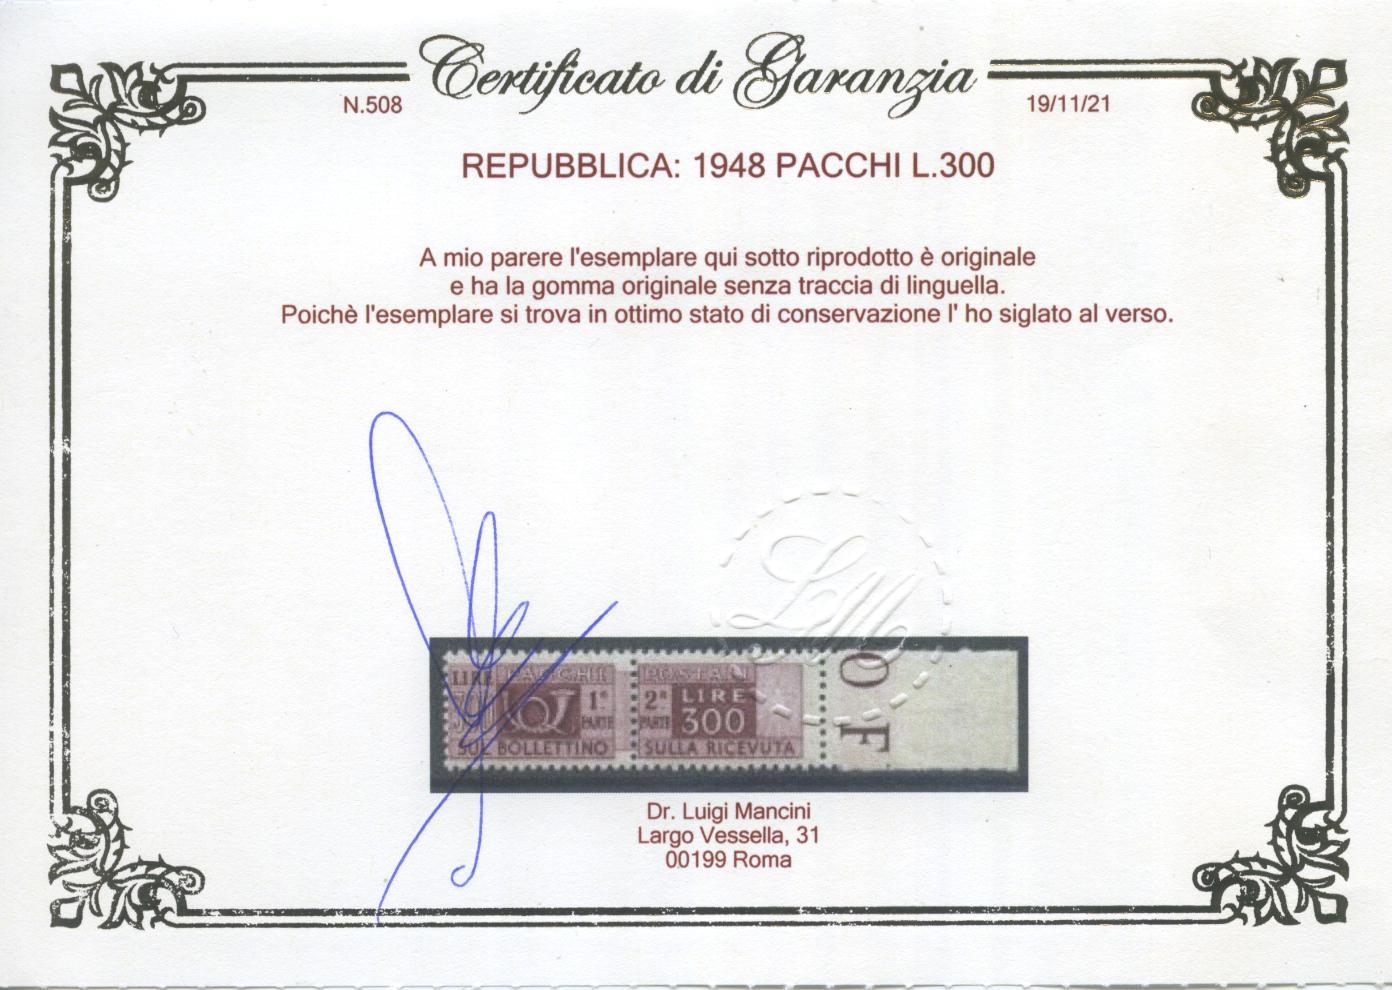 Certificato di Garanzia
N.508
19/11/21
REPUBBLICA: 1948 PACCHI L.300
A mio parere l'esemplare qui sotto riprodotto è originale
e ha la gomma originale senza traccia di linguella.
Poichè l'esemplare si trova in ottimo stato di conservazione l' ho siglato al verso.
LM
LIRE PACCHI POSTALI
300 1ª PARTE 2ª PARTE LIRE 300
SUL BOLLETTINO SULLA RICEVUTA
O F
Dr. Luigi Mancini
Largo Vessella, 31
00199 Roma